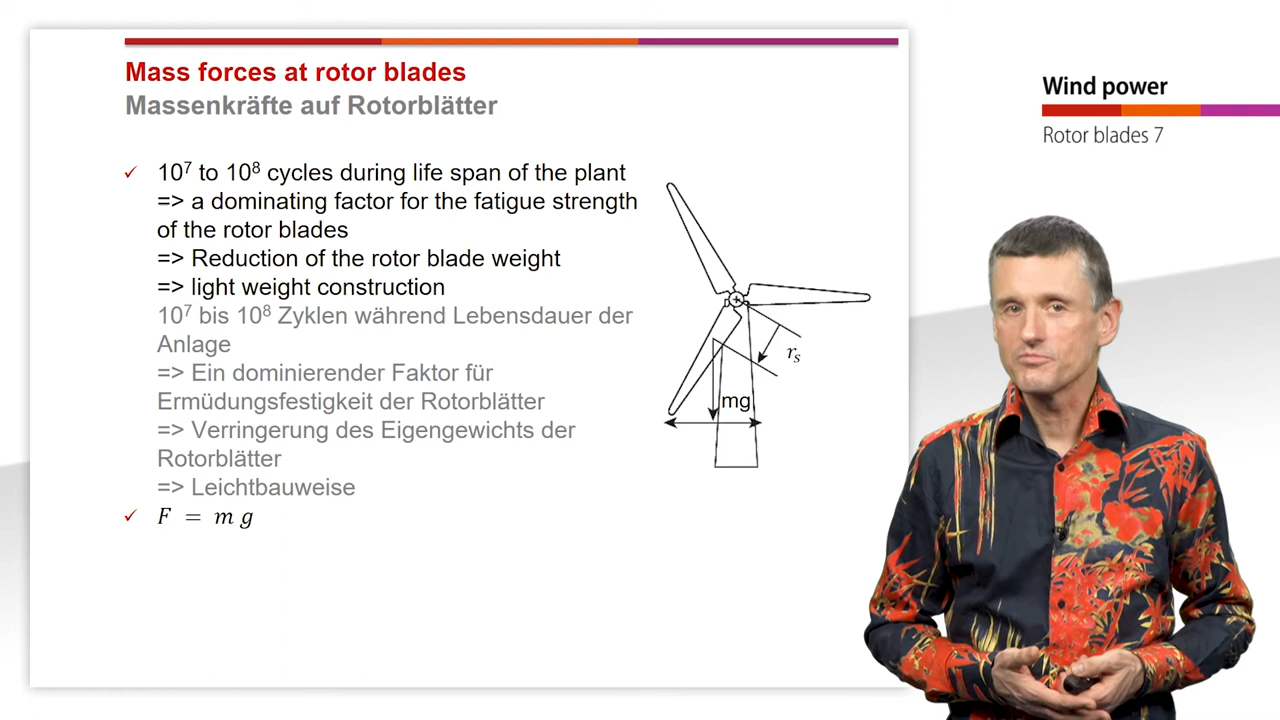 Mass forces at rotor blades
Massenkräfte auf Rotorblätter
Wind power
Rotor blades 7
✓ 10⁷ to 10⁸ cycles during life span of the plant
=> a dominating factor for the fatigue strength
of the rotor blades
=> Reduction of the rotor blade weight
=> light weight construction
10⁷ bis 10⁸ Zyklen während Lebensdauer der
Anlage
=> Ein dominierender Faktor für
Ermüdungsfestigkeit der Rotorblätter
=> Verringerung des Eigengewichts der
Rotorblätter
=> Leichtbauweise
✓ F = m g
rₛ
mg